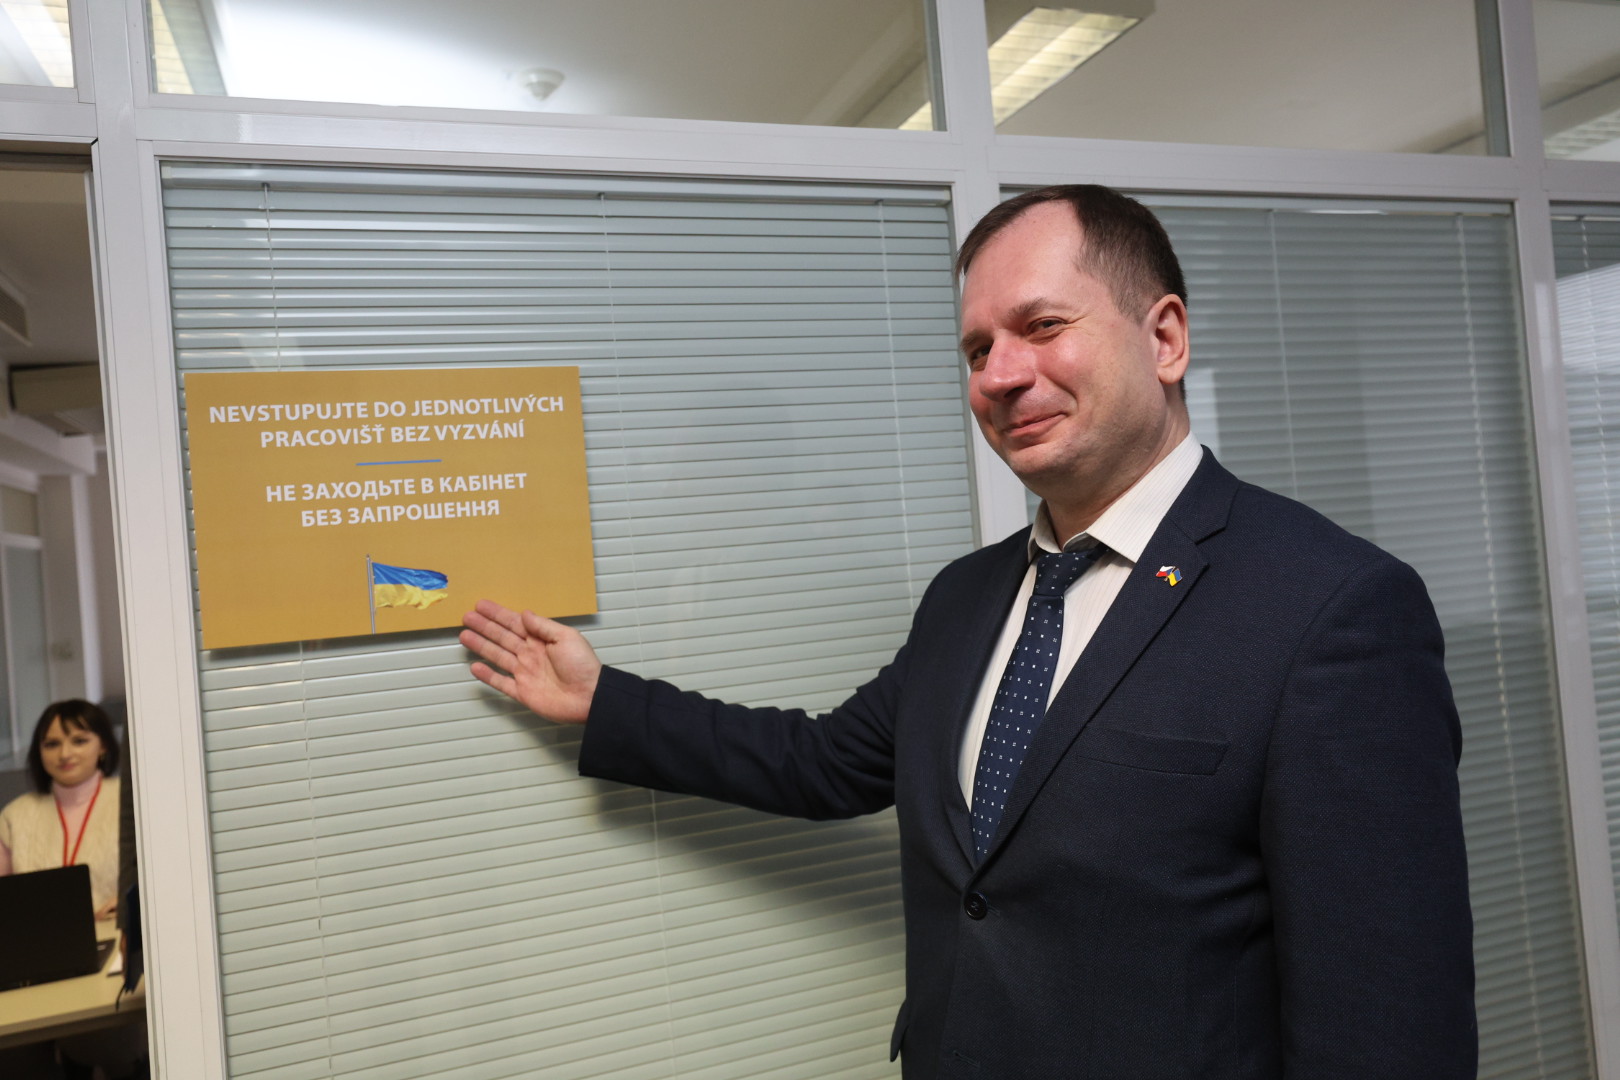 NEVSTUPUJTE DO JEDNOTLIVÝCH
PRACOVIŠŤ BEZ VYZVÁNÍ
НЕ ЗАХОДЬТЕ В КАБІНЕТ
БЕЗ ЗАПРОШЕННЯ